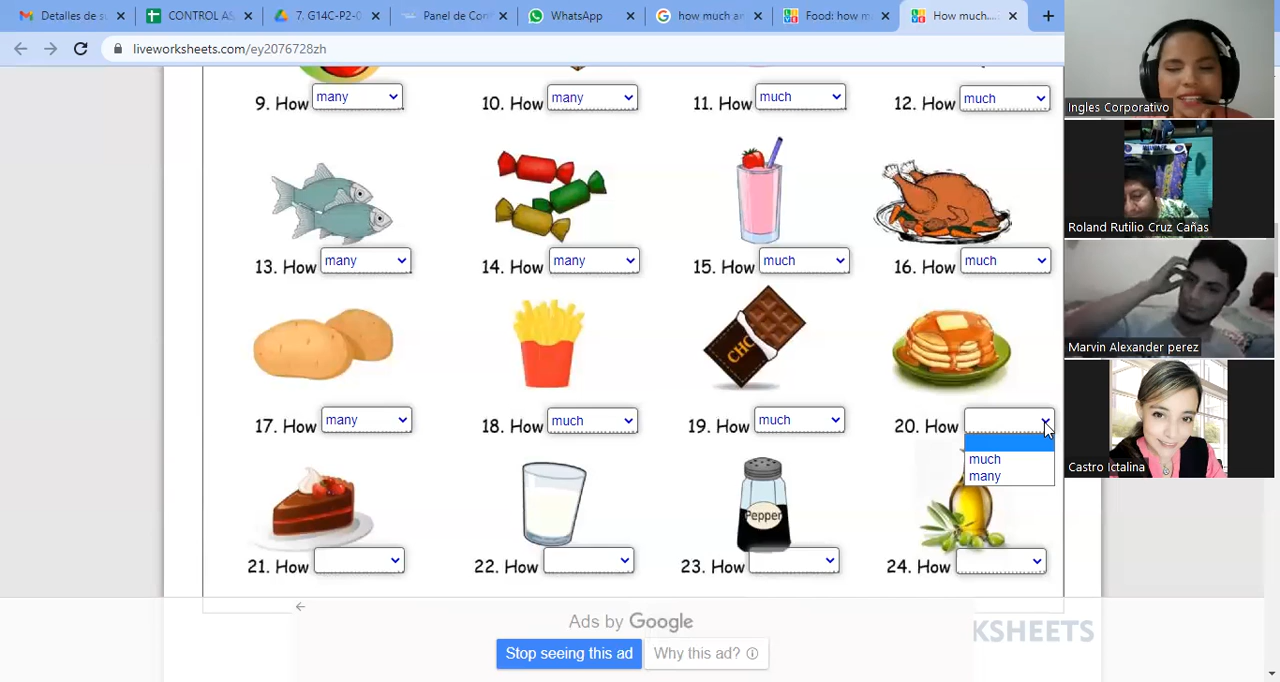 Detalles de su
CONTROL AS
7, G14C-P2-0
Panel de Con
WhatsApp
how much an
Food: how m
How much....
liveworksheets.com/ey2076728zh
9. How many
10. How many
11. How much
12. How much
13. How many
14. How many
15. How much
16. How much
CHC
17. How many
18. How much
19. How much
20. How
much
many
Pepper
21. How
22. How
23. How
24. How
Ads by Google
Stop seeing this ad
Why this ad?
KSHEETS
Ingles Corporativo
Roland Rutilio Cruz Cañas
Marvin Alexander perez
Castro Ictalina